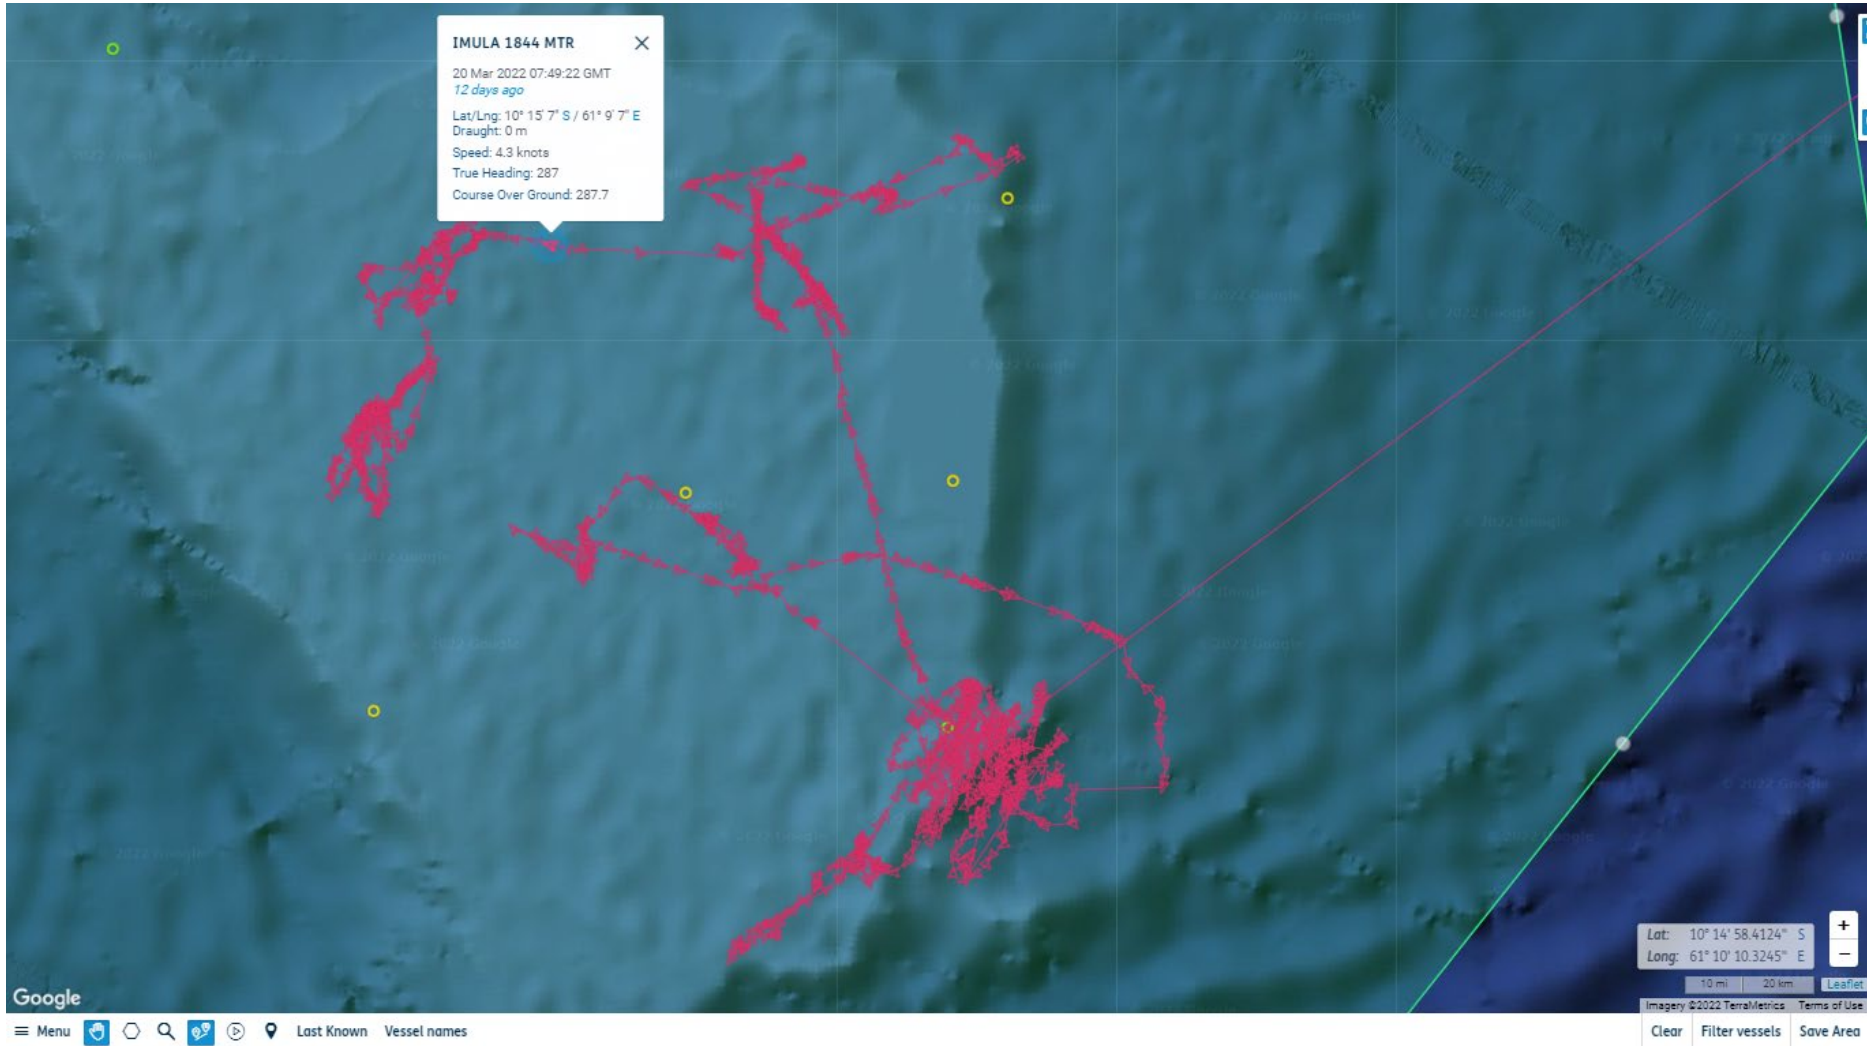 IMULA 1844 MTR
20 Mar 2022 07:49:22 GMT
12 days ago
Lat/Lng: 10° 15' 7" S / 61° 9' 7" E
Draught: 0 m
Speed: 4.3 knots
True Heading: 287
Course Over Ground: 287.7
© 2022 Google
Lat: 10° 14' 58.4124" S
Long: 61° 10' 10.3245" E
+
−
10 mi 20 km
Leaflet
Google
Imagery ©2022 TerraMetrics Terms of Use
Menu Last Known Vessel names Clear Filter vessels Save Area